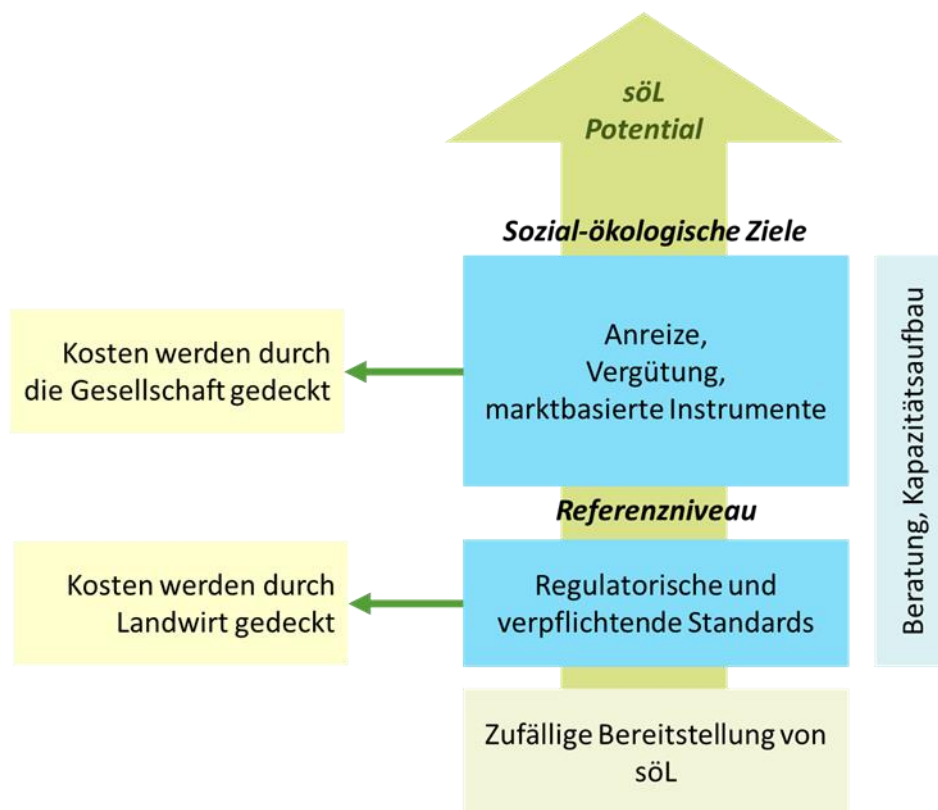 söL
Potential
Sozial-ökologische Ziele
Kosten werden durch
die Gesellschaft gedeckt
Anreize,
Vergütung,
marktbasierte Instrumente
Referenzniveau
Kosten werden durch
Landwirt gedeckt
Regulatorische und
verpflichtende Standards
Beratung, Kapazitätsaufbau
Zufällige Bereitstellung von
söL